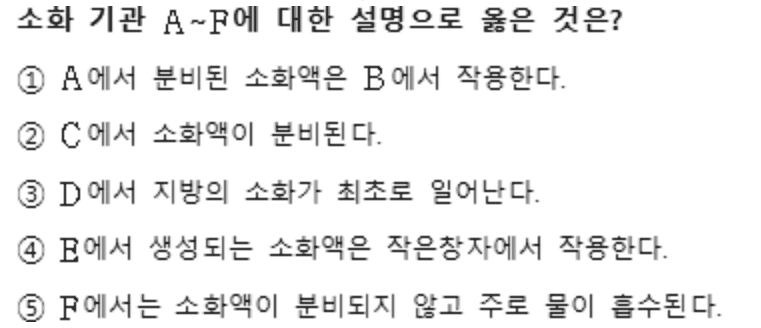 소화 기관 A~F에 대한 설명으로 옳은 것은?
① A에서 분비된 소화액은 B에서 작용한다.
② C에서 소화액이 분비된다.
③ D에서 지방의 소화가 최초로 일어난다.
④ E에서 생성되는 소화액은 작은창자에서 작용한다.
⑤ F에서는 소화액이 분비되지 않고 주로 물이 흡수된다.